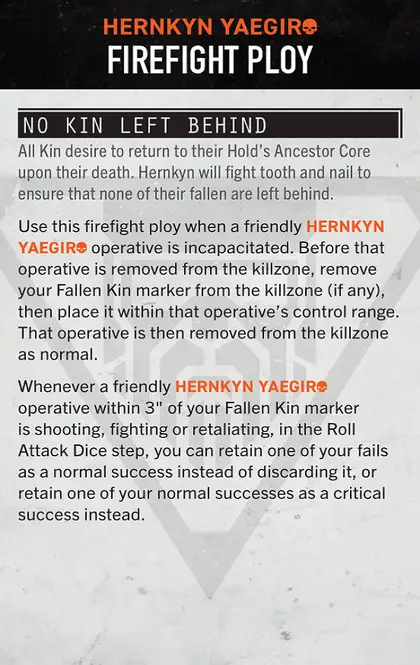 HERNKYN YAEGIR
FIREFIGHT PLOY
NO KIN LEFT BEHIND
All Kin desire to return to their Hold's Ancestor Core
upon their death. Hernkyn will fight tooth and nail to
ensure that none of their fallen are left behind.
Use this firefight ploy when a friendly HERNKYN
YAEGIR operative is incapacitated. Before that
operative is removed from the killzone, remove
your Fallen Kin marker from the killzone (if any),
then place it within that operative's control range.
That operative is then removed from the killzone
as normal.
Whenever a friendly HERNKYN YAEGIR
operative within 3" of your Fallen Kin marker
is shooting, fighting or retaliating, in the Roll
Attack Dice step, you can retain one of your fails
as a normal success instead of discarding it, or
retain one of your normal successes as a critical
success instead.